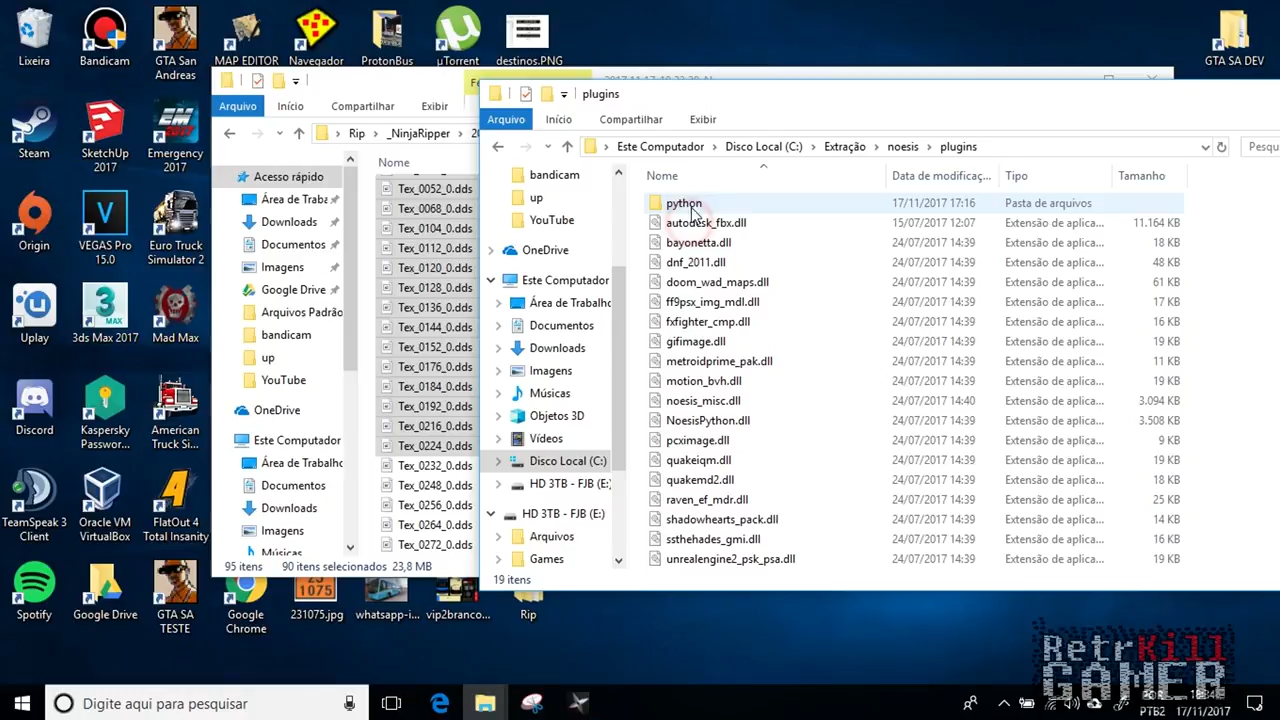 Lixeira
Bandicam
GTA San
Andreas
MAP EDITOR
Navegador
ProtonBus
µTorrent
destinos.PNG
GTA SA DEV
Steam
SketchUp
2017
Emergency
2017
Origin
VEGAS Pro
15.0
Euro Truck
Simulator 2
Uplay
3ds Max 2017
Mad Max
Discord
Kaspersky
Passwor...
American
Truck Sim...
TeamSpeak 3
Oracle VM
VirtualBox
FlatOut 4
Total Insanity
Spotify
Google Drive
GTA SA
TESTE
Google
Chrome
231075.jpg
whatsapp-i...
vip2branco...
Rip
Arquivo
Início
Compartilhar
Exibir
Rip
_NinjaRipper
Nome
Acesso rápido
Área de Traba
Downloads
Documentos
Imagens
Google Drive
Arquivos Padrão
bandicam
up
YouTube
OneDrive
Este Computador
Área de Trabalho
Documentos
Downloads
Imagens
Músicas
Tex_0052_0.dds
Tex_0068_0.dds
Tex_0104_0.dds
Tex_0112_0.dds
Tex_0120_0.dds
Tex_0128_0.dds
Tex_0136_0.dds
Tex_0144_0.dds
Tex_0152_0.dds
Tex_0176_0.dds
Tex_0184_0.dds
Tex_0192_0.dds
Tex_0216_0.dds
Tex_0224_0.dds
Tex_0232_0.dds
Tex_0248_0.dds
Tex_0256_0.dds
Tex_0264_0.dds
Tex_0272_0.dds
95 itens 90 itens selecionados 23,8 MB
plugins
Arquivo Início Compartilhar Exibir
Este Computador Disco Local (C:) Extração noesis plugins
Pesqu
bandicam
up
YouTube
OneDrive
Este Computador
Área de Trabalho
Documentos
Downloads
Imagens
Músicas
Objetos 3D
Vídeos
Disco Local (C:)
HD 3TB - FJB (E:)
HD 3TB - FJB (E:)
Arquivos
Games
Nome Data de modificaç... Tipo Tamanho
python 17/11/2017 17:16 Pasta de arquivos
autodesk_fbx.dll 15/07/2017 12:07 Extensão de aplica... 11.164 KB
bayonetta.dll 24/07/2017 14:39 Extensão de aplica... 18 KB
dnf_2011.dll 24/07/2017 14:39 Extensão de aplica... 48 KB
doom_wad_maps.dll 24/07/2017 14:39 Extensão de aplica... 61 KB
ff9psx_img_mdl.dll 24/07/2017 14:39 Extensão de aplica... 17 KB
fxfighter_cmp.dll 24/07/2017 14:39 Extensão de aplica... 16 KB
gifimage.dll 24/07/2017 14:39 Extensão de aplica... 19 KB
metroidprime_pak.dll 24/07/2017 14:39 Extensão de aplica... 11 KB
motion_bvh.dll 24/07/2017 14:39 Extensão de aplica... 19 KB
noesis_misc.dll 24/07/2017 14:40 Extensão de aplica... 3.094 KB
NoesisPython.dll 24/07/2017 14:39 Extensão de aplica... 3.508 KB
pcximage.dll 24/07/2017 14:39 Extensão de aplica... 9 KB
quakeiqm.dll 24/07/2017 14:39 Extensão de aplica... 19 KB
quakemd2.dll 24/07/2017 14:39 Extensão de aplica... 19 KB
raven_ef_mdr.dll 24/07/2017 14:39 Extensão de aplica... 25 KB
shadowhearts_pack.dll 24/07/2017 14:39 Extensão de aplica... 14 KB
ssthehades_gmi.dll 24/07/2017 14:39 Extensão de aplica... 16 KB
unrealengine2_psk_psa.dll 24/07/2017 14:39 Extensão de aplica... 19 KB
19 itens
RetrKill
GAMER
Digite aqui para pesquisar
PTB2 17/11/2017